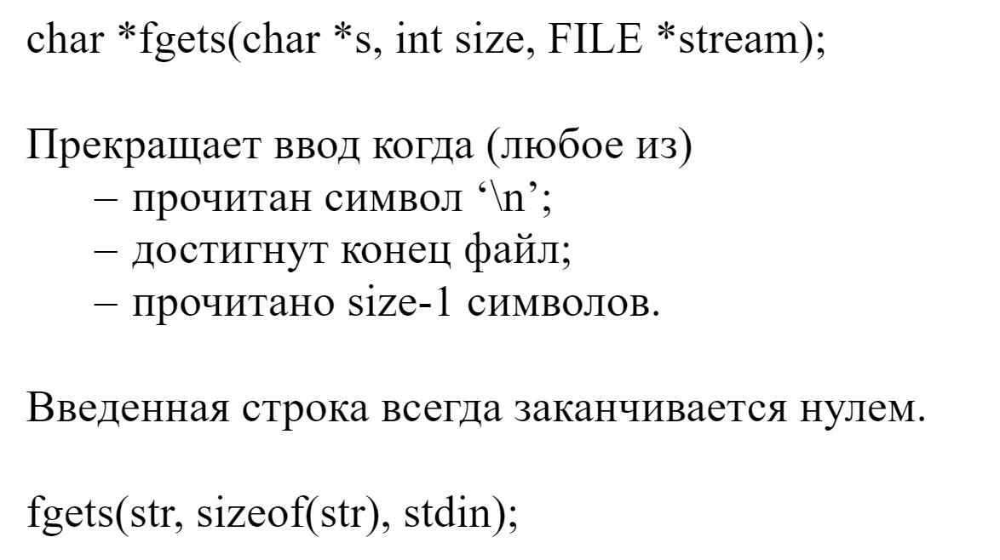 char *fgets(char *s, int size, FILE *stream);
Прекращает ввод когда (любое из)
– прочитан символ ‘\n’;
– достигнут конец файл;
– прочитано size-1 символов.
Введенная строка всегда заканчивается нулем.
fgets(str, sizeof(str), stdin);